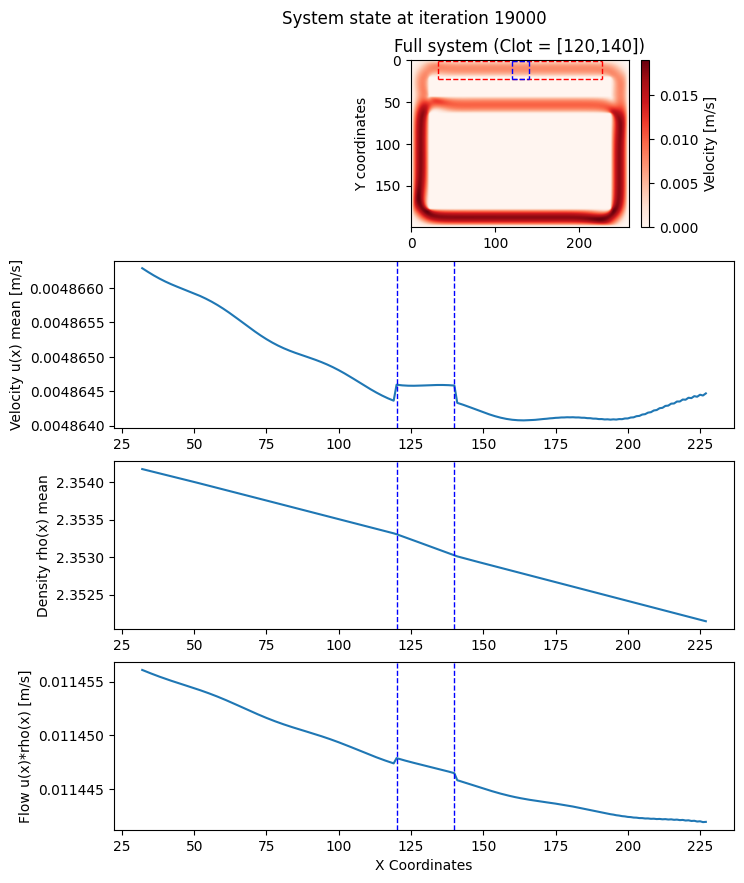 System state at iteration 19000
Full system (Clot = [120,140])
0
50
100
150
Y coordinates
0
100
200
0.015
0.010
0.005
0.000
Velocity [m/s]
Velocity u(x) mean [m/s]
0.0048660
0.0048655
0.0048650
0.0048645
0.0048640
25 50 75 100 125 150 175 200 225
Density rho(x) mean
2.3540
2.3535
2.3530
2.3525
25 50 75 100 125 150 175 200 225
Flow u(x)*rho(x) [m/s]
0.011455
0.011450
0.011445
25 50 75 100 125 150 175 200 225
X Coordinates